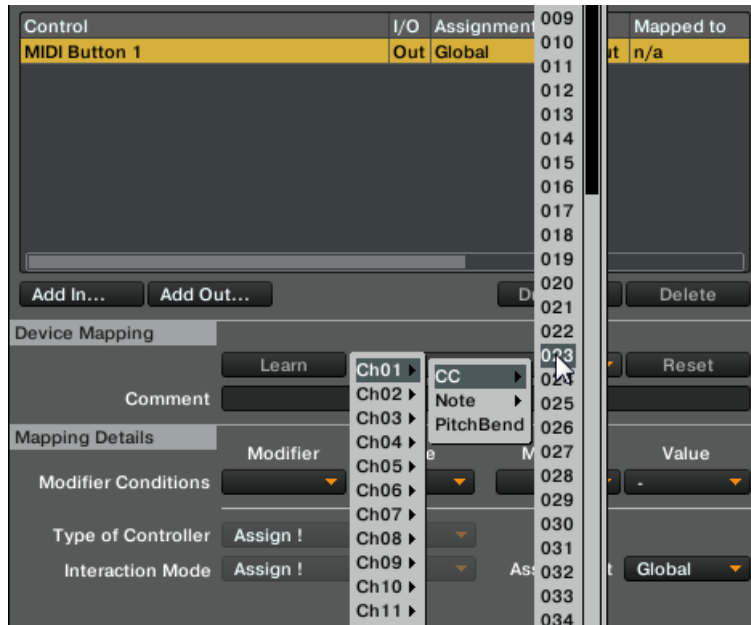 Control I/O Assignment Mapped to
MIDI Button 1 Out Global ut n/a
009
010
011
012
013
014
015
016
017
018
019
020
021
022
023
024
025
026
027
028
029
030
031
032
033
034
Add In... Add Out... Delete
Device Mapping
Learn Reset
Comment
Ch01
Ch02
Ch03
Ch04
Ch05
Ch06
Ch07
Ch08
Ch09
Ch10
Ch11
CC
Note
PitchBend
Mapping Details
Modifier Value
Modifier Conditions -
Type of Controller Assign !
Interaction Mode Assign ! Global